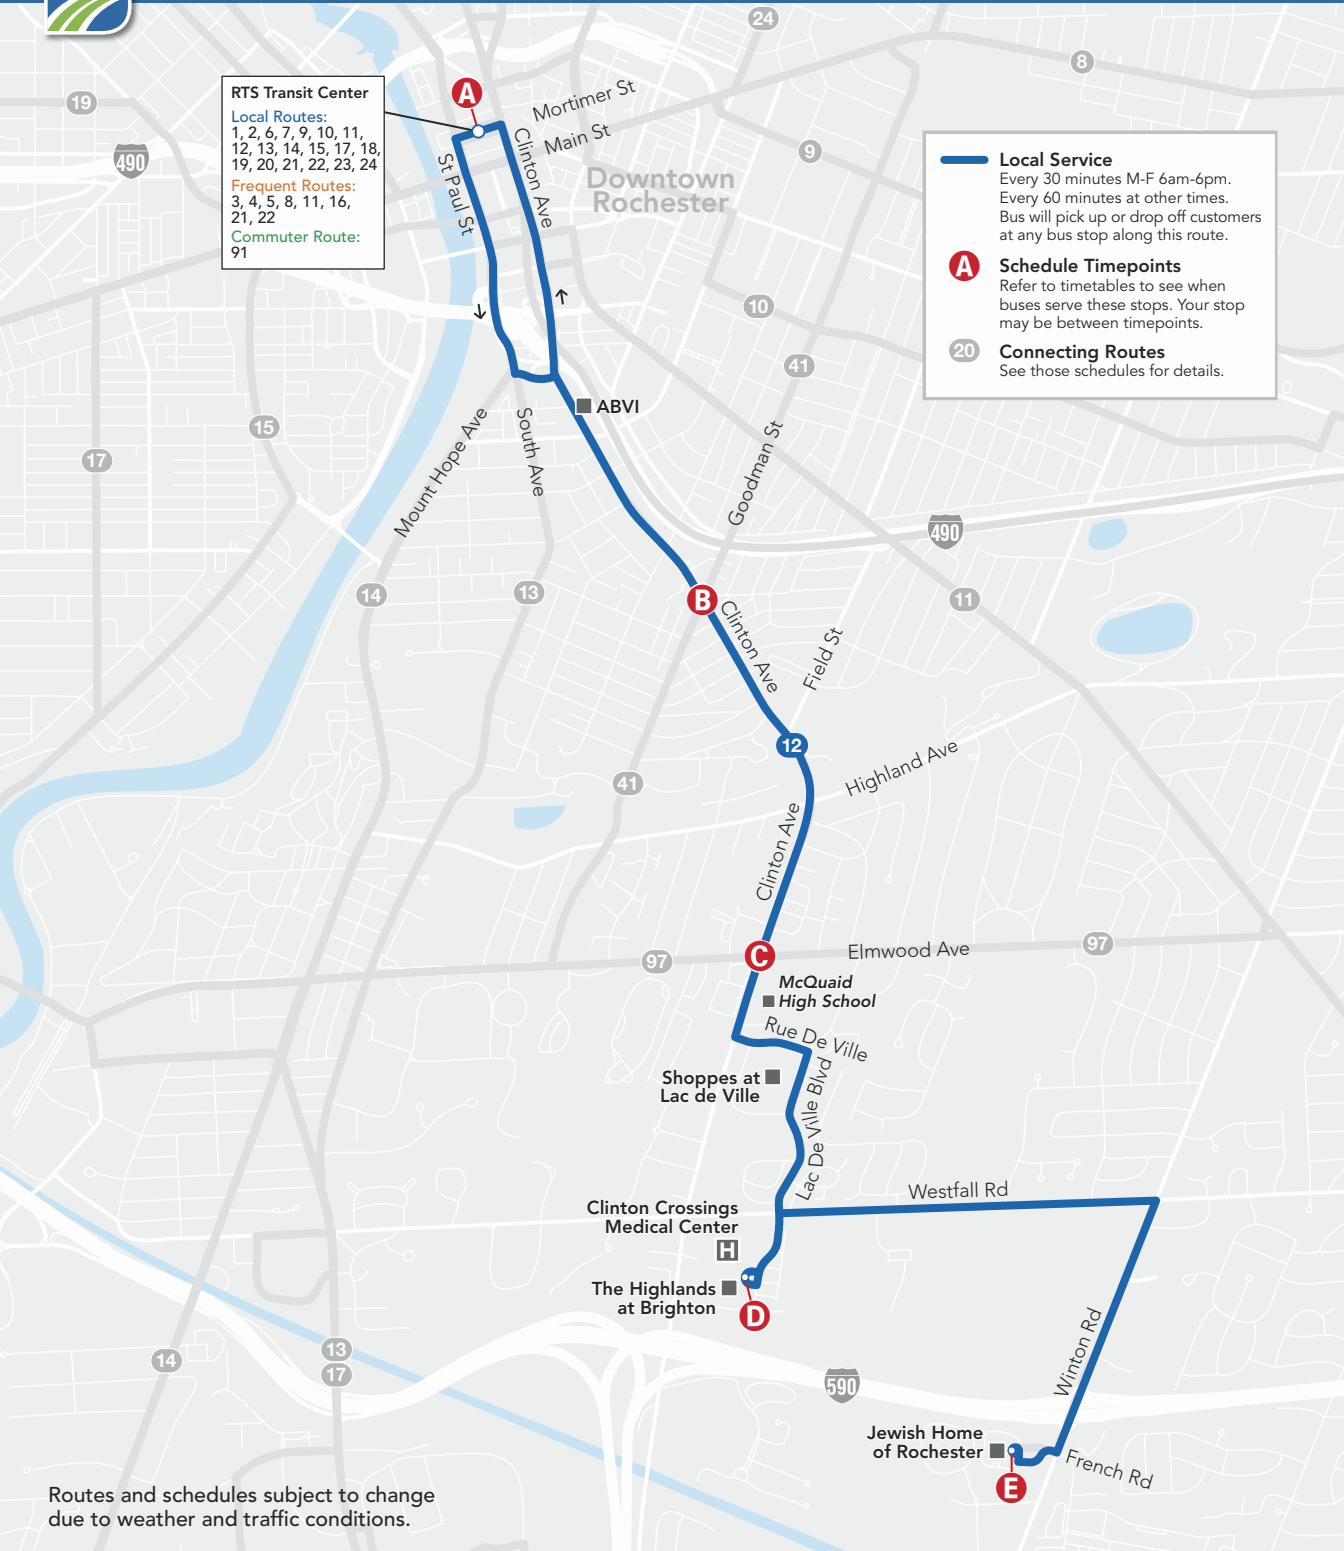 24
8
19
A
RTS Transit Center
Local Routes:
1, 2, 6, 7, 9, 10, 11,
12, 13, 14, 15, 17, 18,
19, 20, 21, 22, 23, 24
Frequent Routes:
3, 4, 5, 8, 11, 16,
21, 22
Commuter Route:
91
490
Mortimer St
Main St
St Paul St
Clinton Ave
Downtown
Rochester
9
Local Service
Every 30 minutes M-F 6am-6pm.
Every 60 minutes at other times.
Bus will pick up or drop off customers
at any bus stop along this route.
A
Schedule Timepoints
Refer to timetables to see when
buses serve these stops. Your stop
may be between timepoints.
20
Connecting Routes
See those schedules for details.
10
41
ABVI
15
17
Mount Hope Ave
South Ave
Goodman St
490
14
13
B
11
Clinton Ave
Field St
12
Highland Ave
41
Clinton Ave
97
C
Elmwood Ave
97
McQuaid
High School
Rue De Ville
Shoppes at
Lac de Ville
Lac De Ville Blvd
Westfall Rd
Clinton Crossings
Medical Center
H
The Highlands
at Brighton
D
13
17
14
590
Winton Rd
Jewish Home
of Rochester
E
French Rd
Routes and schedules subject to change
due to weather and traffic conditions.